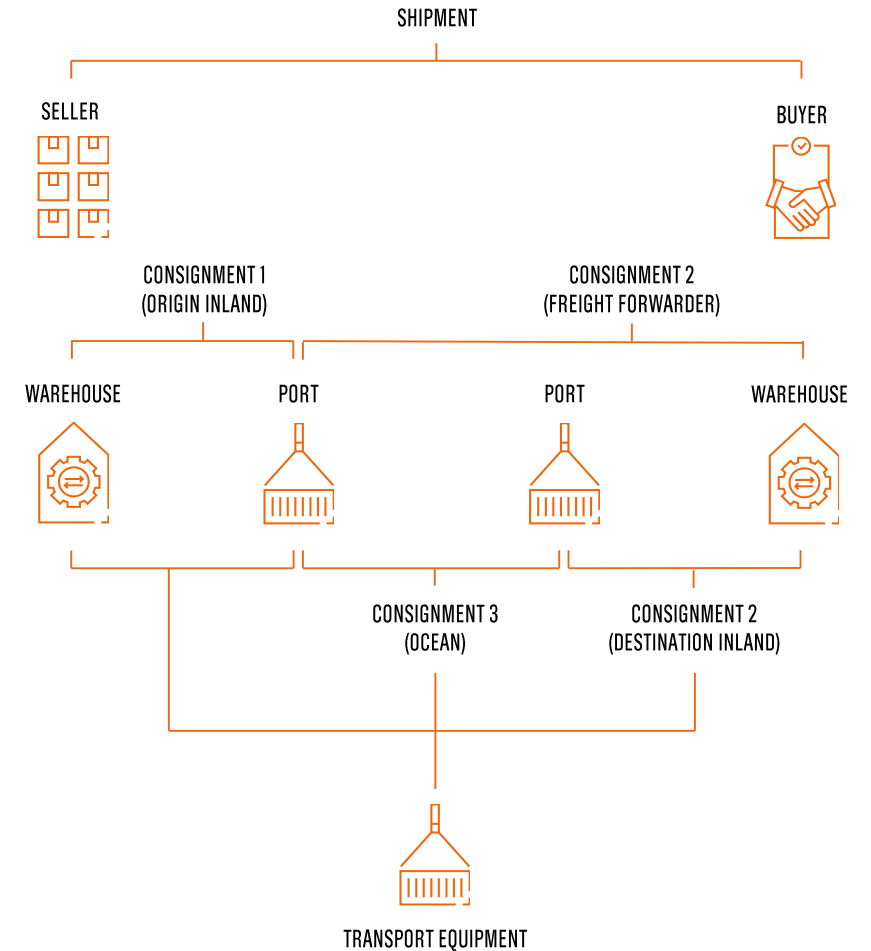 SHIPMENT
SELLER
BUYER
CONSIGNMENT 1
(ORIGIN INLAND)
CONSIGNMENT 2
(FREIGHT FORWARDER)
WAREHOUSE
PORT
PORT
WAREHOUSE
CONSIGNMENT 3
(OCEAN)
CONSIGNMENT 2
(DESTINATION INLAND)
TRANSPORT EQUIPMENT